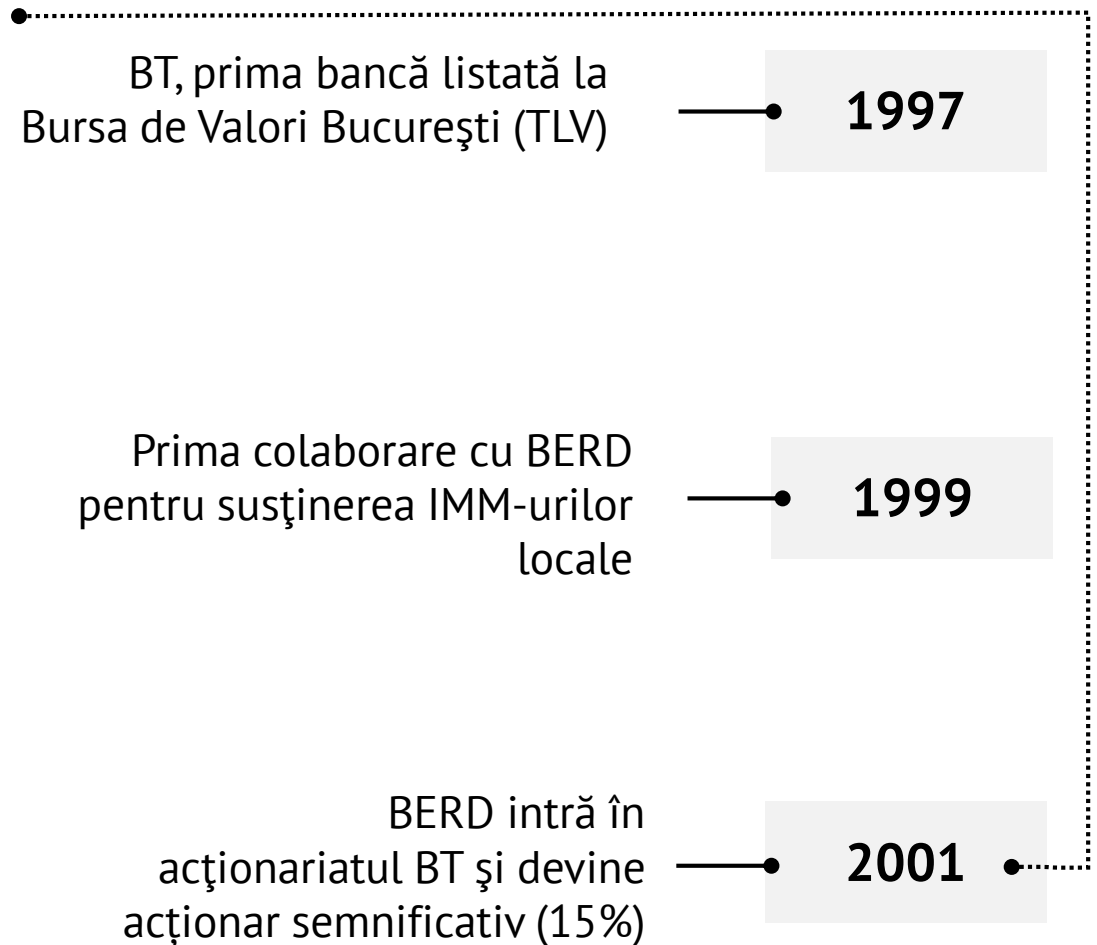 BT, prima bancă listată la
Bursa de Valori Bucureşti (TLV)
1997
Prima colaborare cu BERD
pentru susţinerea IMM-urilor
locale
1999
BERD intră în
acţionariatul BT şi devine
acționar semnificativ (15%)
2001